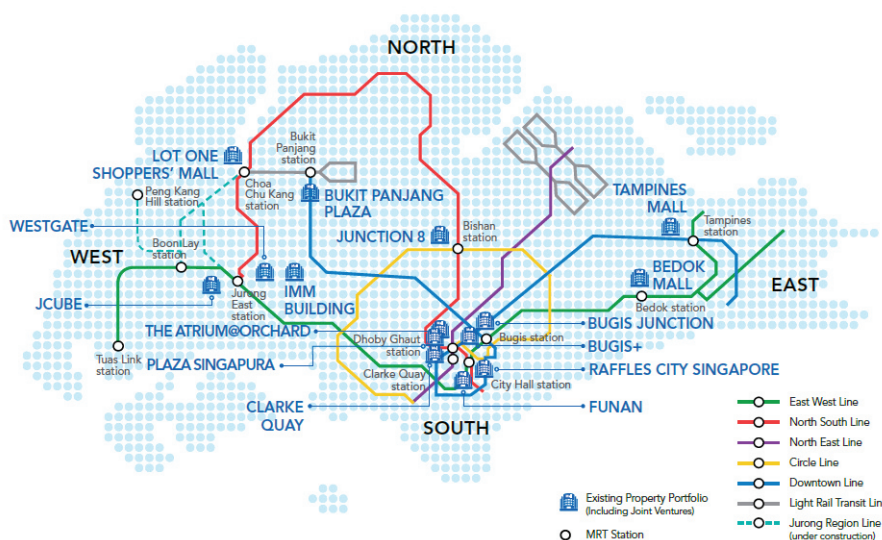 NORTH
Bukit
Panjang
station
LOT ONE
SHOPPERS' MALL
Choa
Chu Kang
station
Peng Kang
Hill station
BUKIT PANJANG
PLAZA
TAMPINES
MALL
Tampines
station
WESTGATE
JUNCTION 8
Bishan
station
WEST
Boon Lay
station
BEDOK
MALL
EAST
IMM
BUILDING
JCUBE
Jurong
East
station
Bedok station
THE ATRIUM@ORCHARD
Dhoby Ghaut
station
Bugis station
BUGIS JUNCTION
BUGIS+
Tuas Link
station
PLAZA SINGAPURA
Clarke Quay
station
City Hall station
RAFFLES CITY SINGAPORE
CLARKE
QUAY
FUNAN
SOUTH
East West Line
North South Line
North East Line
Circle Line
Downtown Line
Light Rail Transit Lin
Jurong Region Line
(under construction)
Existing Property Portfolio
(Including Joint Ventures)
MRT Station